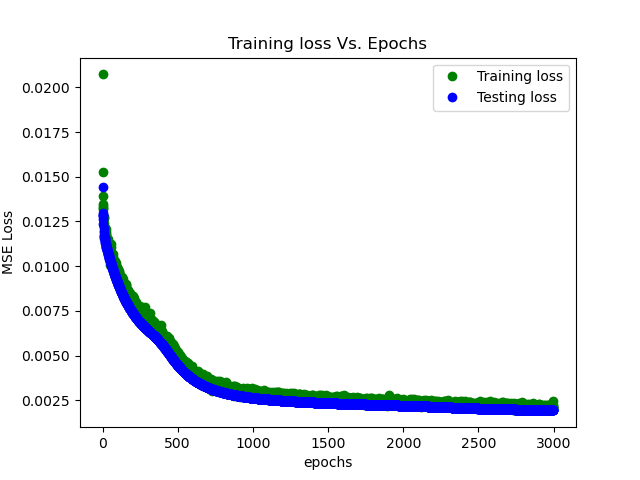 Training loss Vs. Epochs
Training loss
Testing loss
0.0200
0.0175
0.0150
0.0125
0.0100
0.0075
0.0050
0.0025
MSE Loss
0 500 1000 1500 2000 2500 3000
epochs